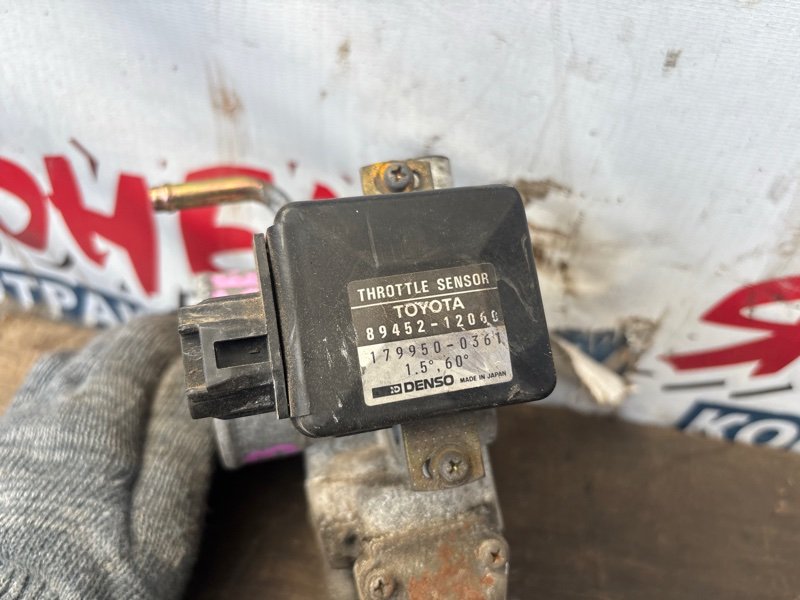 THROTTLE SENSOR
TOYOTA
89452-12060
179950-0361
1.5°, 60°
DENSO MADE IN JAPAN